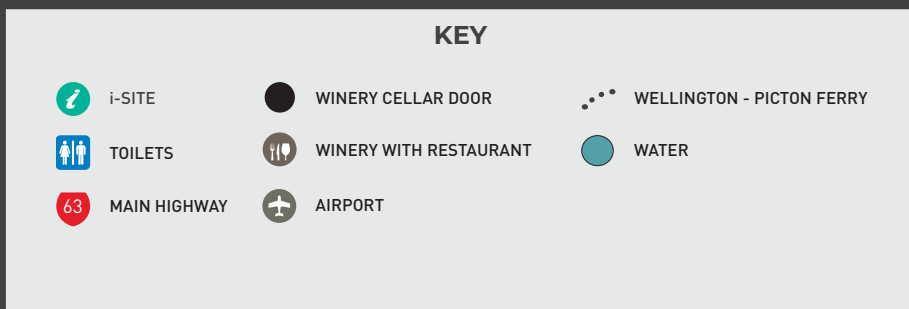 KEY
i-SITE
TOILETS
63 MAIN HIGHWAY
WINERY CELLAR DOOR
WINERY WITH RESTAURANT
AIRPORT
WELLINGTON - PICTON FERRY
WATER